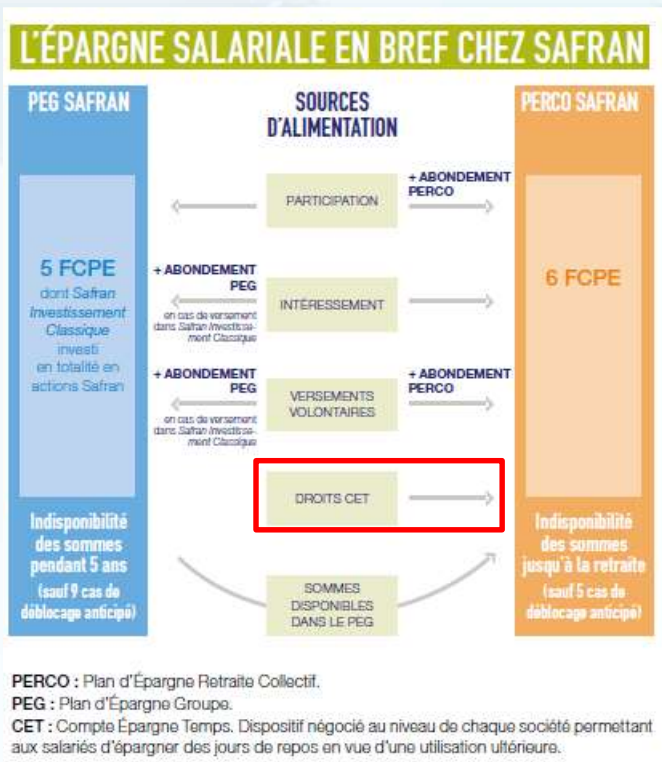 L'ÉPARGNE SALARIALE EN BREF CHEZ SAFRAN
PEG SAFRAN
SOURCES
D'ALIMENTATION
PERCO SAFRAN
PARTICIPATION
+ ABONDEMENT
PERCO
5 FCPE
dont Safran
Investissement
Classique
investi
en totalité en
actions Safran
+ ABONDEMENT
PEG
en cas de versement
dans Safran Investisse-
ment Classique
INTÉRESSEMENT
6 FCPE
+ ABONDEMENT
PEG
en cas de versement
dans Safran Investisse-
ment Classique
VERSEMENTS
VOLONTAIRES
+ ABONDEMENT
PERCO
DROITS CET
Indisponibilité
des sommes
pendant 5 ans
(sauf 9 cas de
déblocage anticipé)
SOMMES
DISPONIBLES
DANS LE PEG
Indisponibilité
des sommes
jusqu'à la retraite
(sauf 5 cas de
déblocage anticipé)
PERCO : Plan d'Épargne Retraite Collectif.
PEG : Plan d'Épargne Groupe.
CET : Compte Épargne Temps. Dispositif négocié au niveau de chaque société permettant
aux salariés d'épargner des jours de repos en vue d'une utilisation ultérieure.